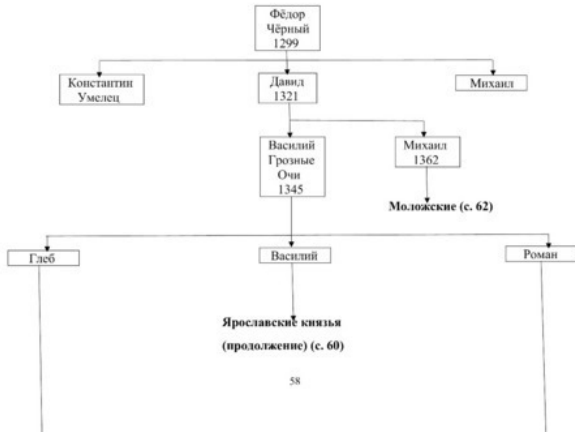 Фёдор
Чёрный
1299
Константин
Умелец
Давид
1321
Михаил
Василий
Грозные
Очи
1345
Михаил
1362
Моложские (с. 62)
Глеб
Василий
Роман
Ярославские князья
(продолжение) (с. 60)
58